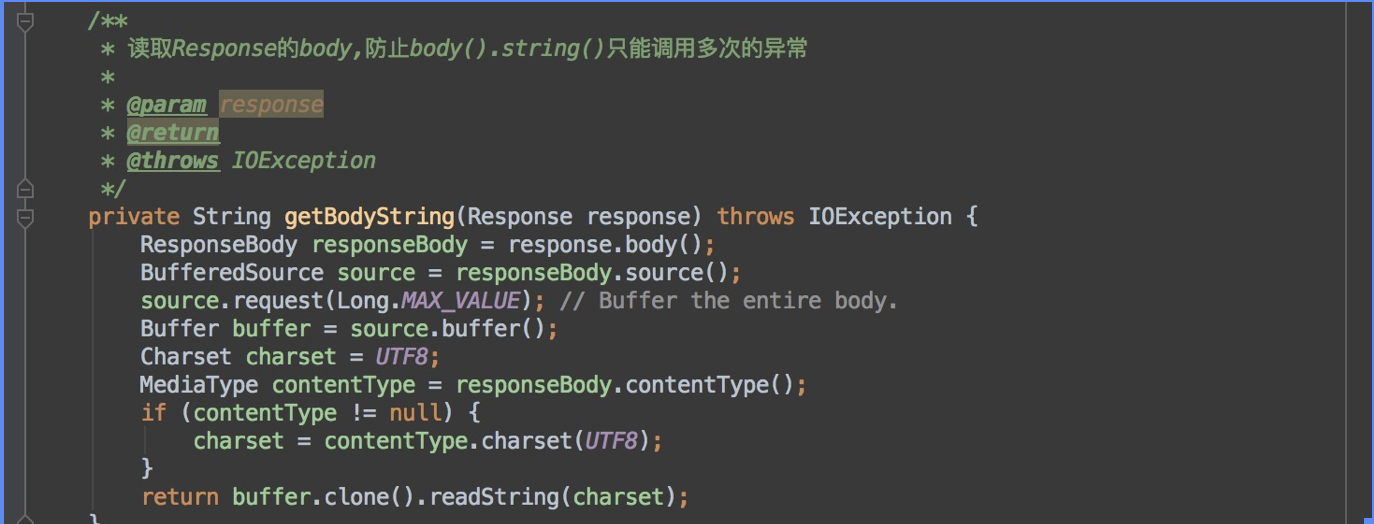 /**
 * 读取Response的body,防止body().string()只能调用多次的异常
 *
 * @param response
 * @return
 * @throws IOException
 */
private String getBodyString(Response response) throws IOException {
    ResponseBody responseBody = response.body();
    BufferedSource source = responseBody.source();
    source.request(Long.MAX_VALUE); // Buffer the entire body.
    Buffer buffer = source.buffer();
    Charset charset = UTF8;
    MediaType contentType = responseBody.contentType();
    if (contentType != null) {
        charset = contentType.charset(UTF8);
    }
    return buffer.clone().readString(charset);
}